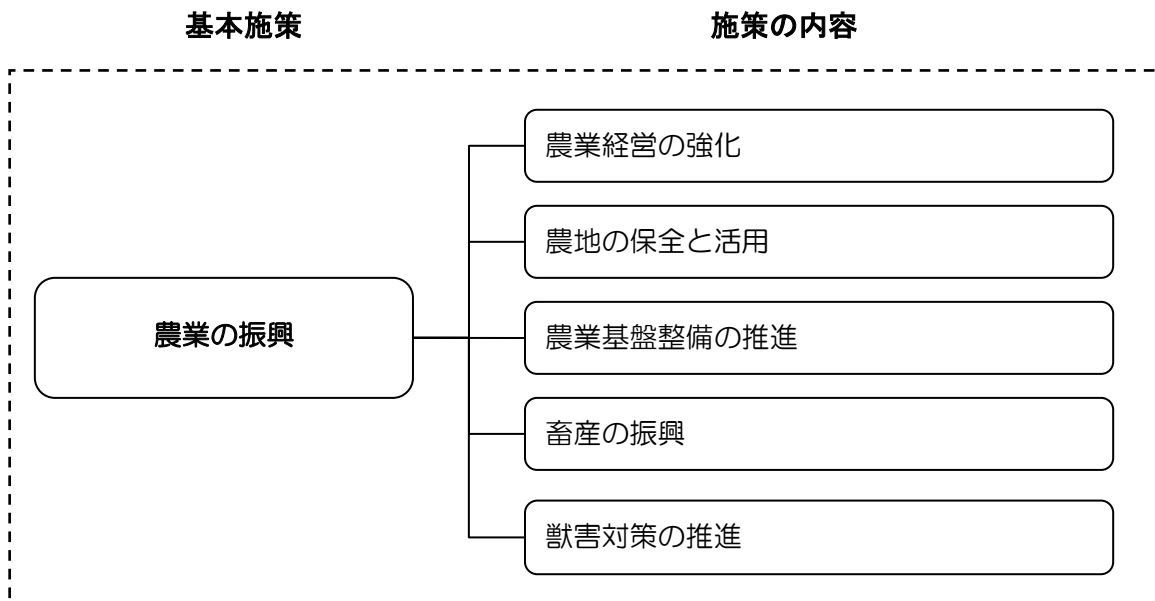 基本施策
施策の内容
農業の振興
農業経営の強化
農地の保全と活用
農業基盤整備の推進
畜産の振興
獣害対策の推進